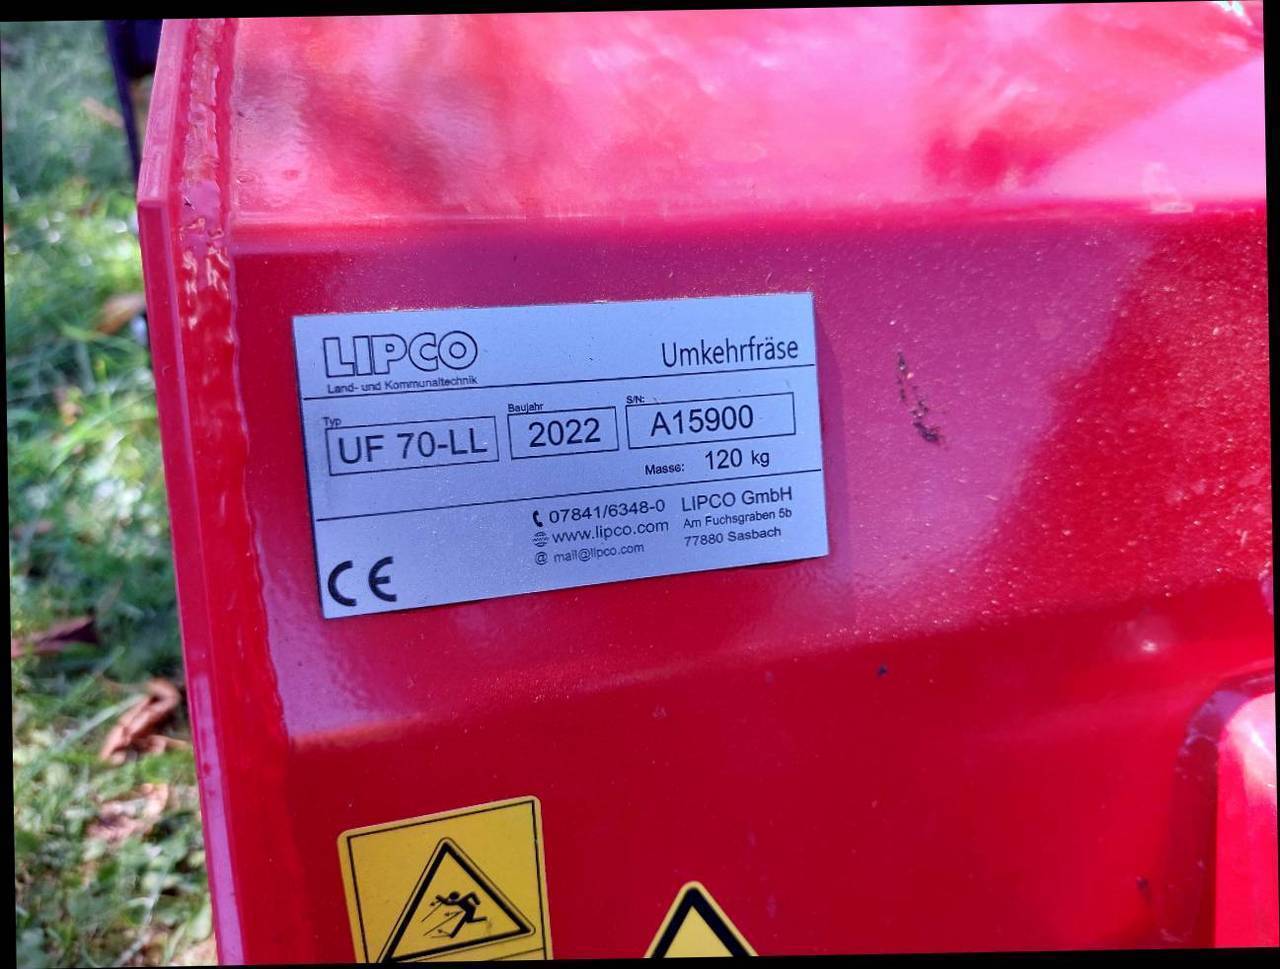 LIPCO
Land- und Kommunaltechnik
Umkehrfräse
Typ
UF 70-LL
Baujahr
2022
S/N:
A15900
Masse: 120 kg
07841/6348-0
www.lipco.com
@ mail@lipco.com
LIPCO GmbH
Am Fuchsgraben 5b
77880 Sasbach
CE